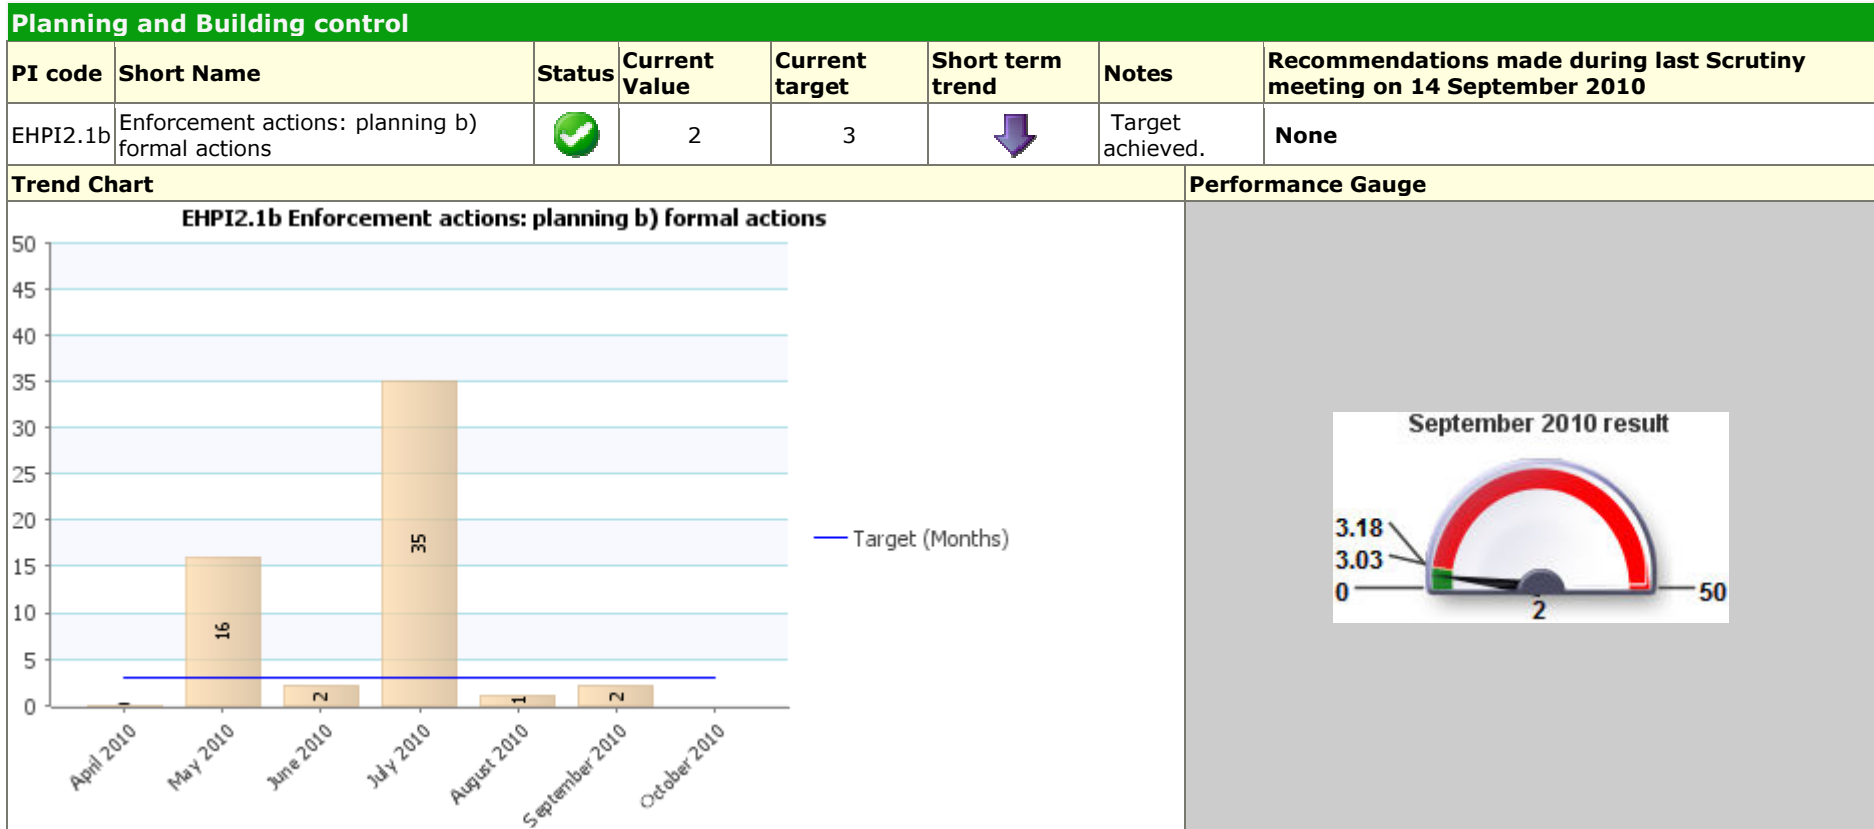 Planning and Building control
PI code Short Name Status Current Value Current target Short term trend Notes Recommendations made during last Scrutiny meeting on 14 September 2010
EHPI2.1b Enforcement actions: planning b) formal actions 2 3 Target achieved. None
Trend Chart Performance Gauge
EHPI2.1b Enforcement actions: planning b) formal actions
50
45
40
35
30
25
20
15
10
5
0
16
2
35
1
2
April 2010
May 2010
June 2010
July 2010
August 2010
September 2010
October 2010
Target (Months)
September 2010 result
3.18
3.03
0
50
2